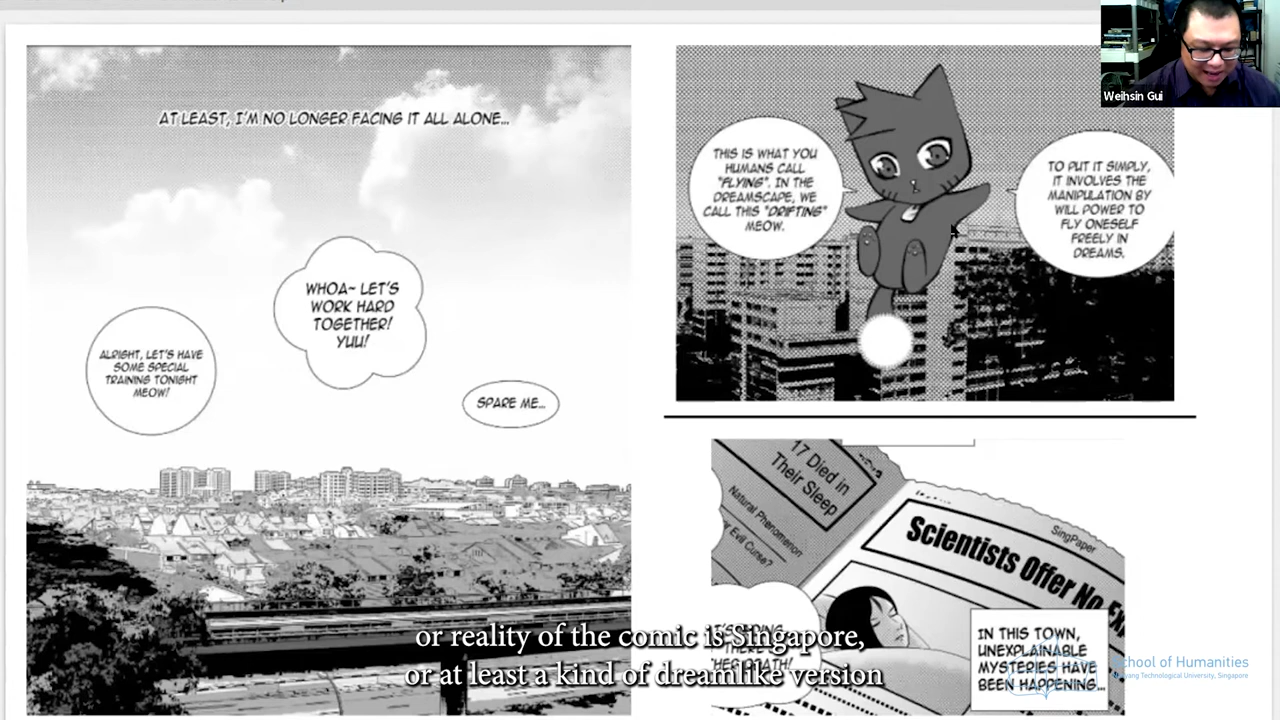 AT LEAST, I'M NO LONGER FACING IT ALL ALONE...
WHOA~ LET'S
WORK HARD
TOGETHER!
YUU!
ALRIGHT, LET'S HAVE
SOME SPECIAL
TRAINING TONIGHT
MEOW!
SPARE ME...
Weihsin Gui
THIS IS WHAT YOU
HUMANS CALL
"FLYING". IN THE
DREAMSCAPE, WE
CALL THIS "DRIFTING"
MEOW.
TO PUT IT SIMPLY,
IT INVOLVES THE
MANIPULATION BY
WILL POWER TO
FLY ONESELF
FREELY IN
DREAMS.
17 Died in
Their Sleep
Natural Phenomenon
Evil Curse?
SingPaper
Scientists Offer No
IN THIS TOWN,
UNEXPLAINABLE
MYSTERIES HAVE
BEEN HAPPENING...
or reality of the comic is Singapore,
or at least a kind of dreamlike version
School of Humanities
Technological University, Singapore